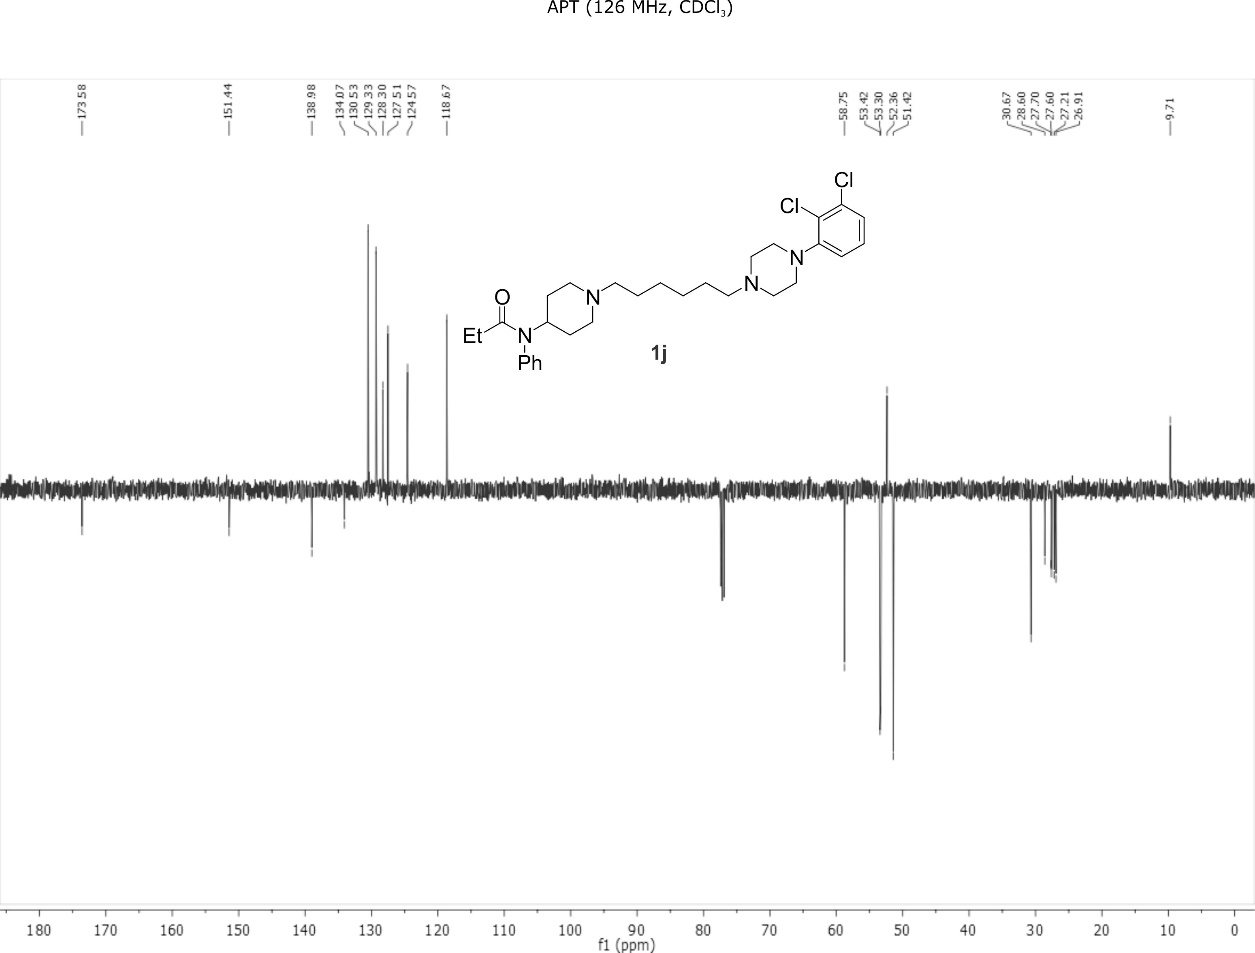 APT (126 MHz, CDCl₃)
173.58
151.44
138.98
134.07
130.53
129.33
128.30
127.51
124.57
118.67
58.75
53.42
53.30
52.36
51.42
30.67
28.60
27.70
27.60
27.21
26.91
9.71
Cl
Cl
N
N
N
O
Et
N
Ph
1j
180 170 160 150 140 130 120 110 100 90 80 70 60 50 40 30 20 10 0
f1 (ppm)